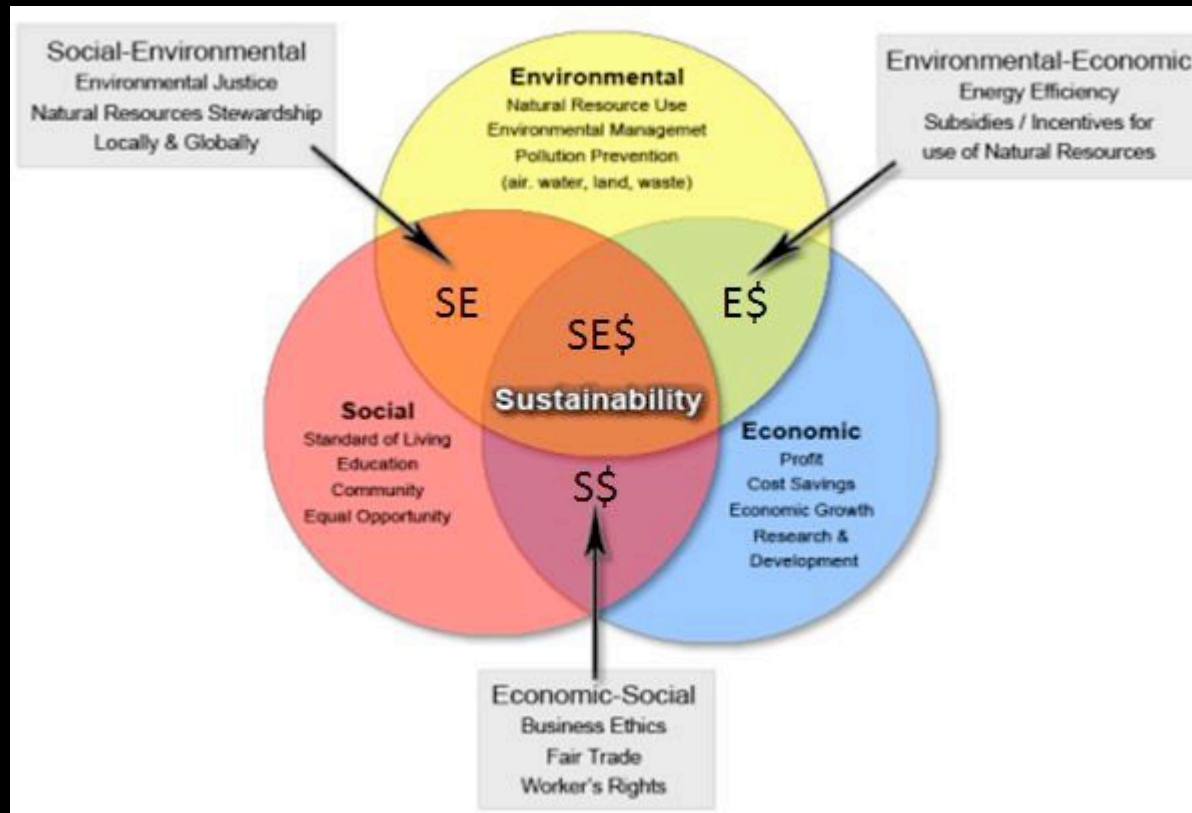 Social-Environmental
Environmental Justice
Natural Resources Stewardship
Locally & Globally
Environmental
Natural Resource Use
Environmental Managemet
Pollution Prevention
(air. water, land, waste)
Environmental-Economic
Energy Efficiency
Subsidies / Incentives for
use of Natural Resources
SE
SE$
E$
Sustainability
Social
Standard of Living
Education
Community
Equal Opportunity
S$
Economic
Profit
Cost Savings
Economic Growth
Research &
Development
Economic-Social
Business Ethics
Fair Trade
Worker's Rights